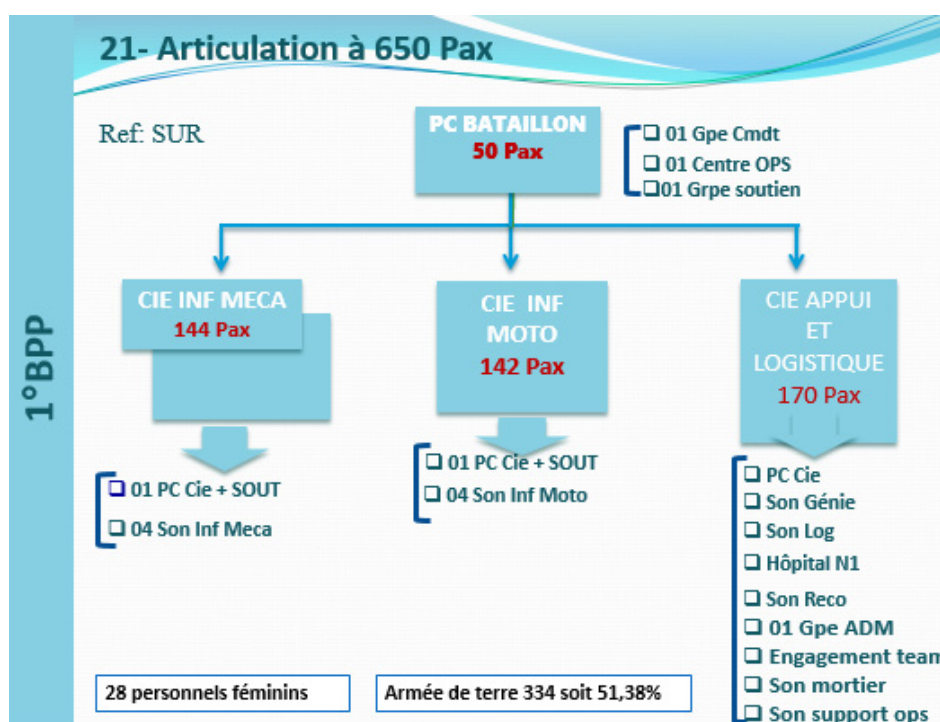 21- Articulation à 650 Pax
1°BPP
Ref: SUR
PC BATAILLON
50 Pax
❑ 01 Gpe Cmdt
❑ 01 Centre OPS
❑01 Grpe soutien
CIE INF MECA
144 Pax
CIE INF
MOTO
142 Pax
CIE APPUI
ET
LOGISTIQUE
170 Pax
❑ 01 PC Cie + SOUT
❑ 04 Son Inf Meca
❑ 01 PC Cie + SOUT
❑ 04 Son Inf Moto
❑ PC Cie
❑ Son Génie
❑ Son Log
❑ Hôpital N1
❑ Son Reco
❑ 01 Gpe ADM
❑ Engagement team
❑ Son mortier
❑ Son support ops
28 personnels féminins
Armée de terre 334 soit 51,38%